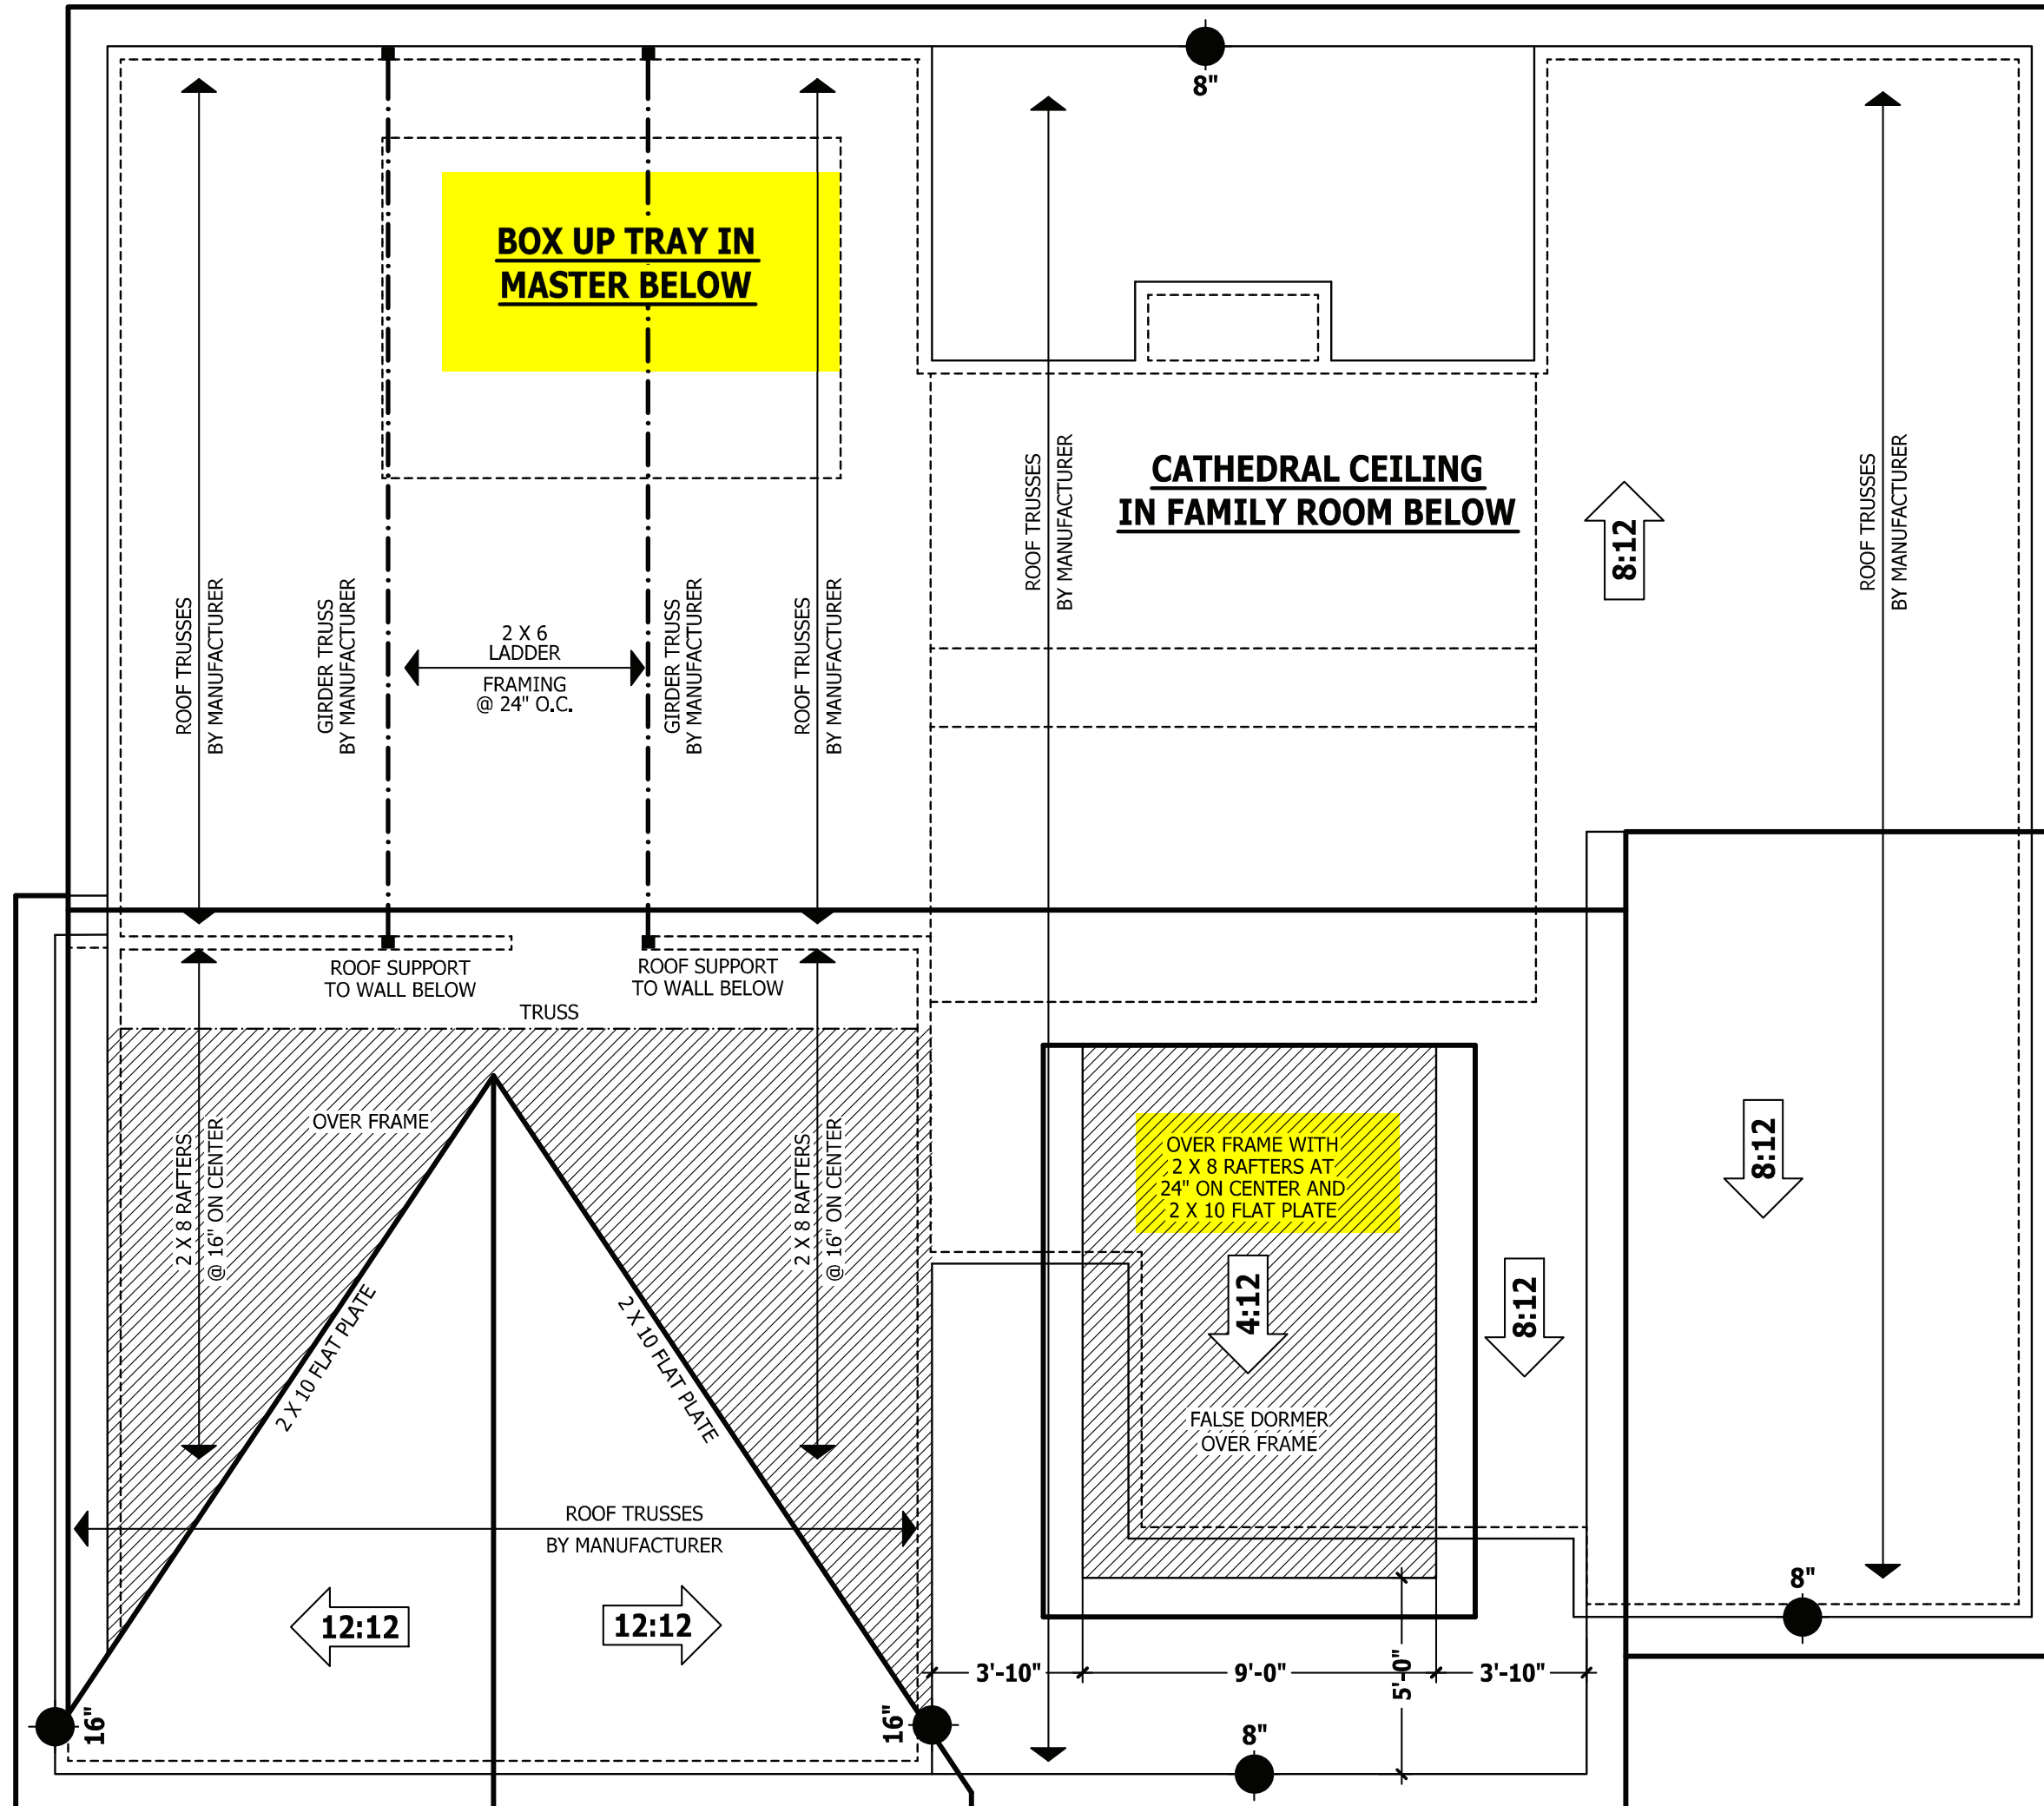 8"
BOX UP TRAY IN
MASTER BELOW
CATHEDRAL CEILING
IN FAMILY ROOM BELOW
ROOF TRUSSES
BY MANUFACTURER
GIRDER TRUSS
BY MANUFACTURER
2 X 6
LADDER
FRAMING
@ 24" O.C.
GIRDER TRUSS
BY MANUFACTURER
ROOF TRUSSES
BY MANUFACTURER
ROOF TRUSSES
BY MANUFACTURER
8:12
ROOF TRUSSES
BY MANUFACTURER
ROOF SUPPORT
TO WALL BELOW
ROOF SUPPORT
TO WALL BELOW
TRUSS
OVER FRAME
2 X 8 RAFTERS
@ 16" ON CENTER
2 X 8 RAFTERS
@ 16" ON CENTER
2 X 10 FLAT PLATE
2 X 10 FLAT PLATE
OVER FRAME WITH
2 X 8 RAFTERS AT
24" ON CENTER AND
2 X 10 FLAT PLATE
4:12
8:12
8:12
FALSE DORMER
OVER FRAME
ROOF TRUSSES
BY MANUFACTURER
12:12
12:12
8"
3'-10"
9'-0"
3'-10"
5'-0"
16"
16"
8"